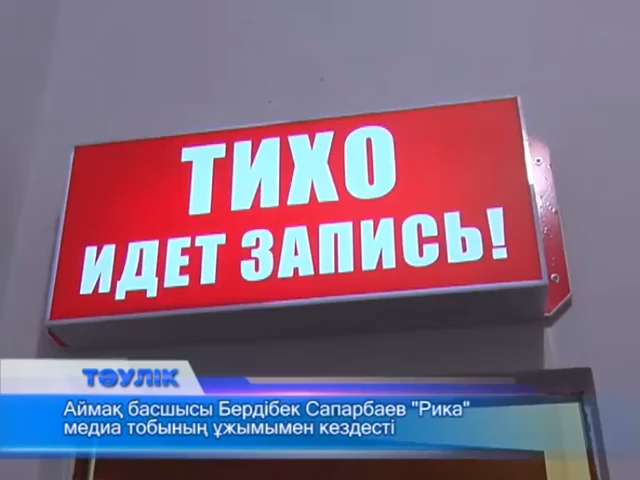 ТИХО
ИДЕТ ЗАПИСЬ!
ТӘУЛІК
Аймақ басшысы Бердібек Сапарбаев "Рика"
медиа тобының ұжымымен кездесті